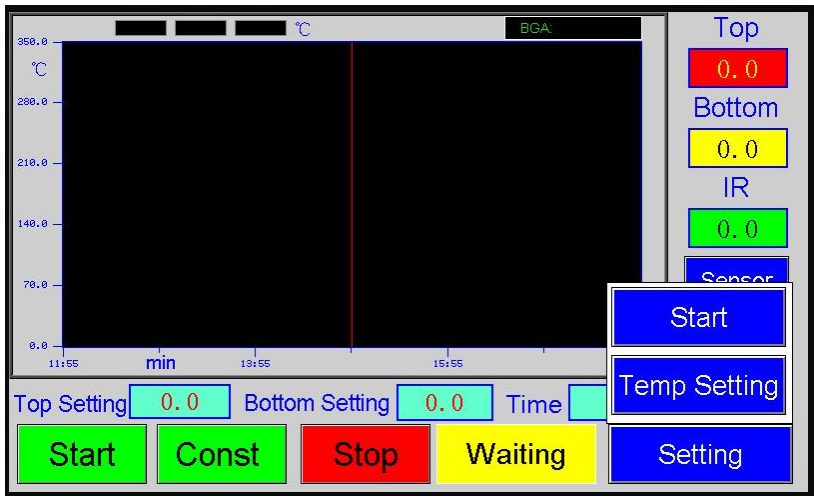 ℃ BGA: Top
350.0
℃ 0.0
280.0 Bottom
210.0 0.0
IR
140.0 0.0
70.0 Sensor
Start
0.0
11:55 min 13:55 15:55
Temp Setting
Top Setting 0.0 Bottom Setting 0.0 Time
Start Const Stop Waiting Setting